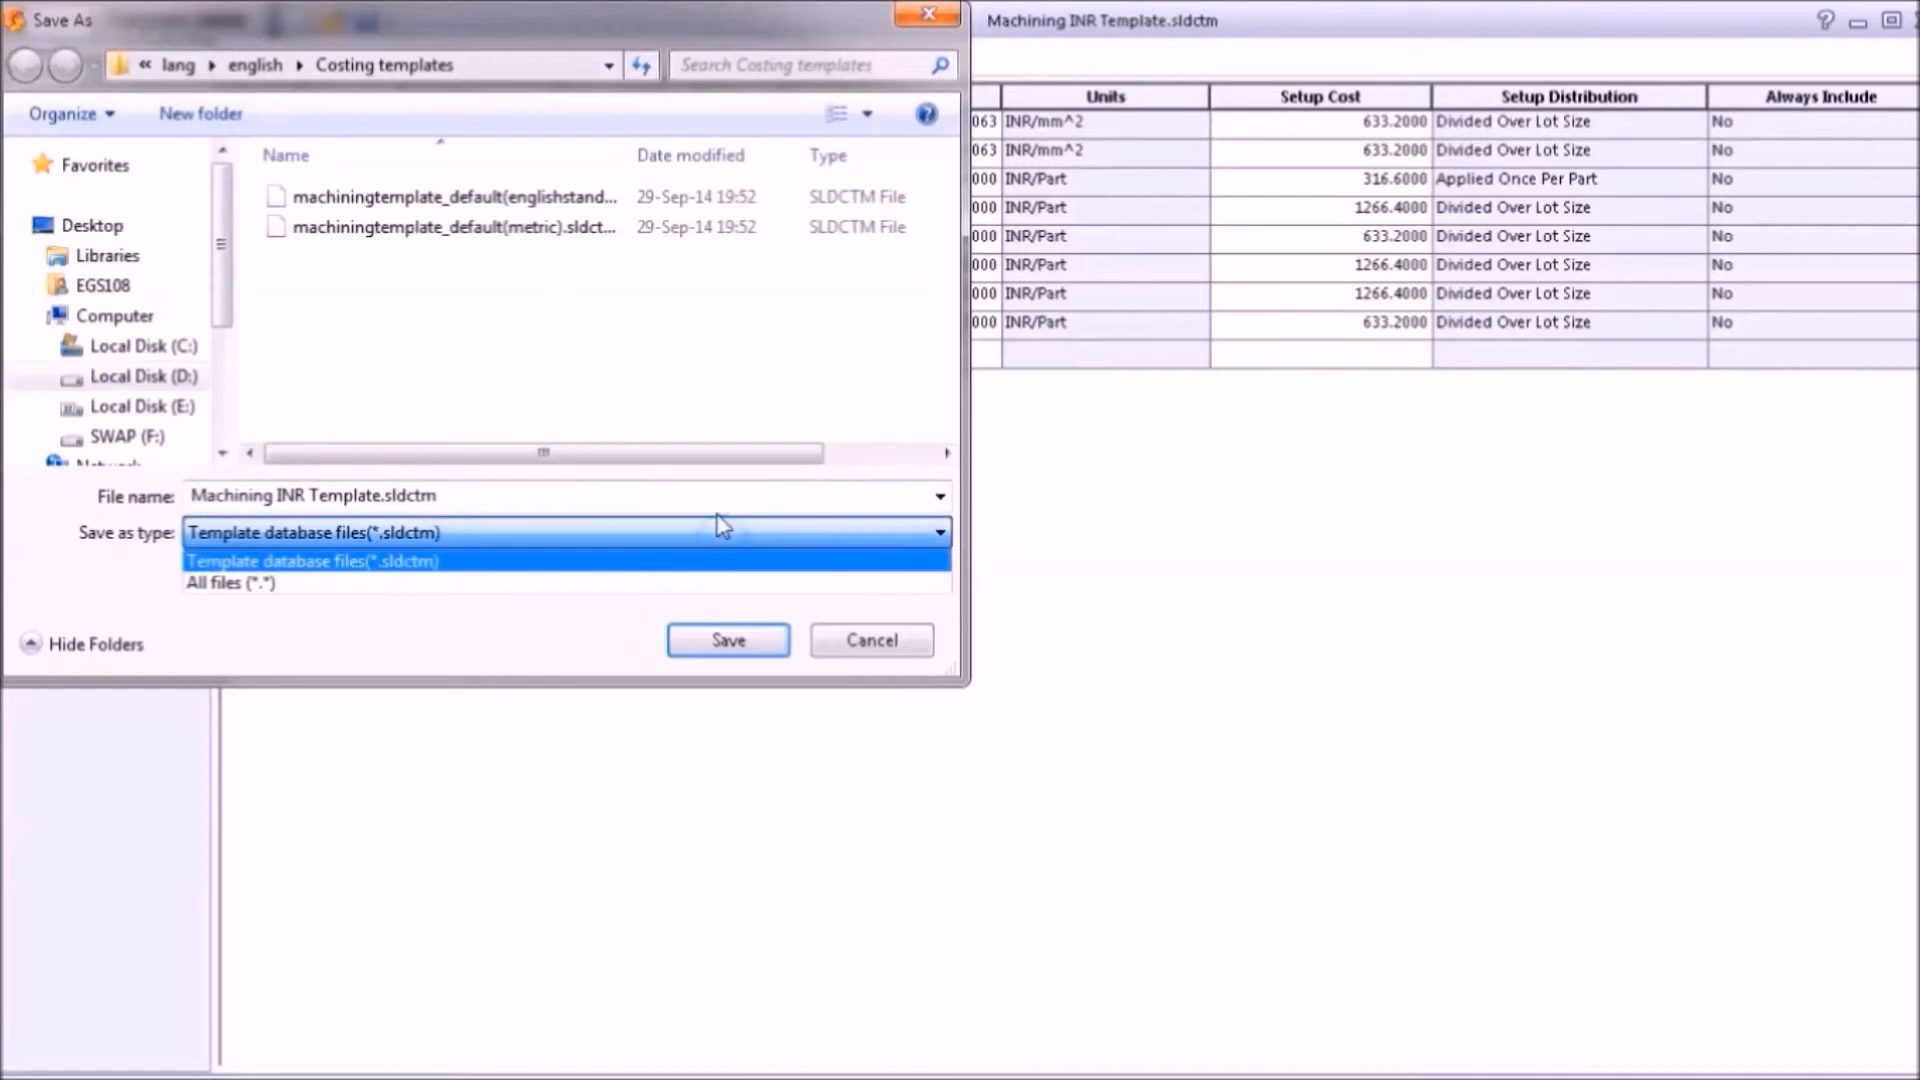 Save As
Machining INR Template.sldctm
« lang ▸ english ▸ Costing templates
Search Costing templates
Organize
New folder
Name Date modified Type
Favorites
machiningtemplate_default(englishstand... 29-Sep-14 19:52 SLDCTM File
machiningtemplate_default(metric).sldct... 29-Sep-14 19:52 SLDCTM File
Desktop
Libraries
EGS108
Computer
Local Disk (C:)
Local Disk (D:)
Local Disk (E:)
SWAP (F:)
File name: Machining INR Template.sldctm
Save as type: Template database files(*.sldctm)
Template database files(*.sldctm)
All files (*.*)
Hide Folders
Save
Cancel
Units Setup Cost Setup Distribution Always Include
063 INR/mm^2 633.2000 Divided Over Lot Size No
063 INR/mm^2 633.2000 Divided Over Lot Size No
000 INR/Part 316.6000 Applied Once Per Part No
000 INR/Part 1266.4000 Divided Over Lot Size No
000 INR/Part 633.2000 Divided Over Lot Size No
000 INR/Part 1266.4000 Divided Over Lot Size No
000 INR/Part 1266.4000 Divided Over Lot Size No
000 INR/Part 633.2000 Divided Over Lot Size No